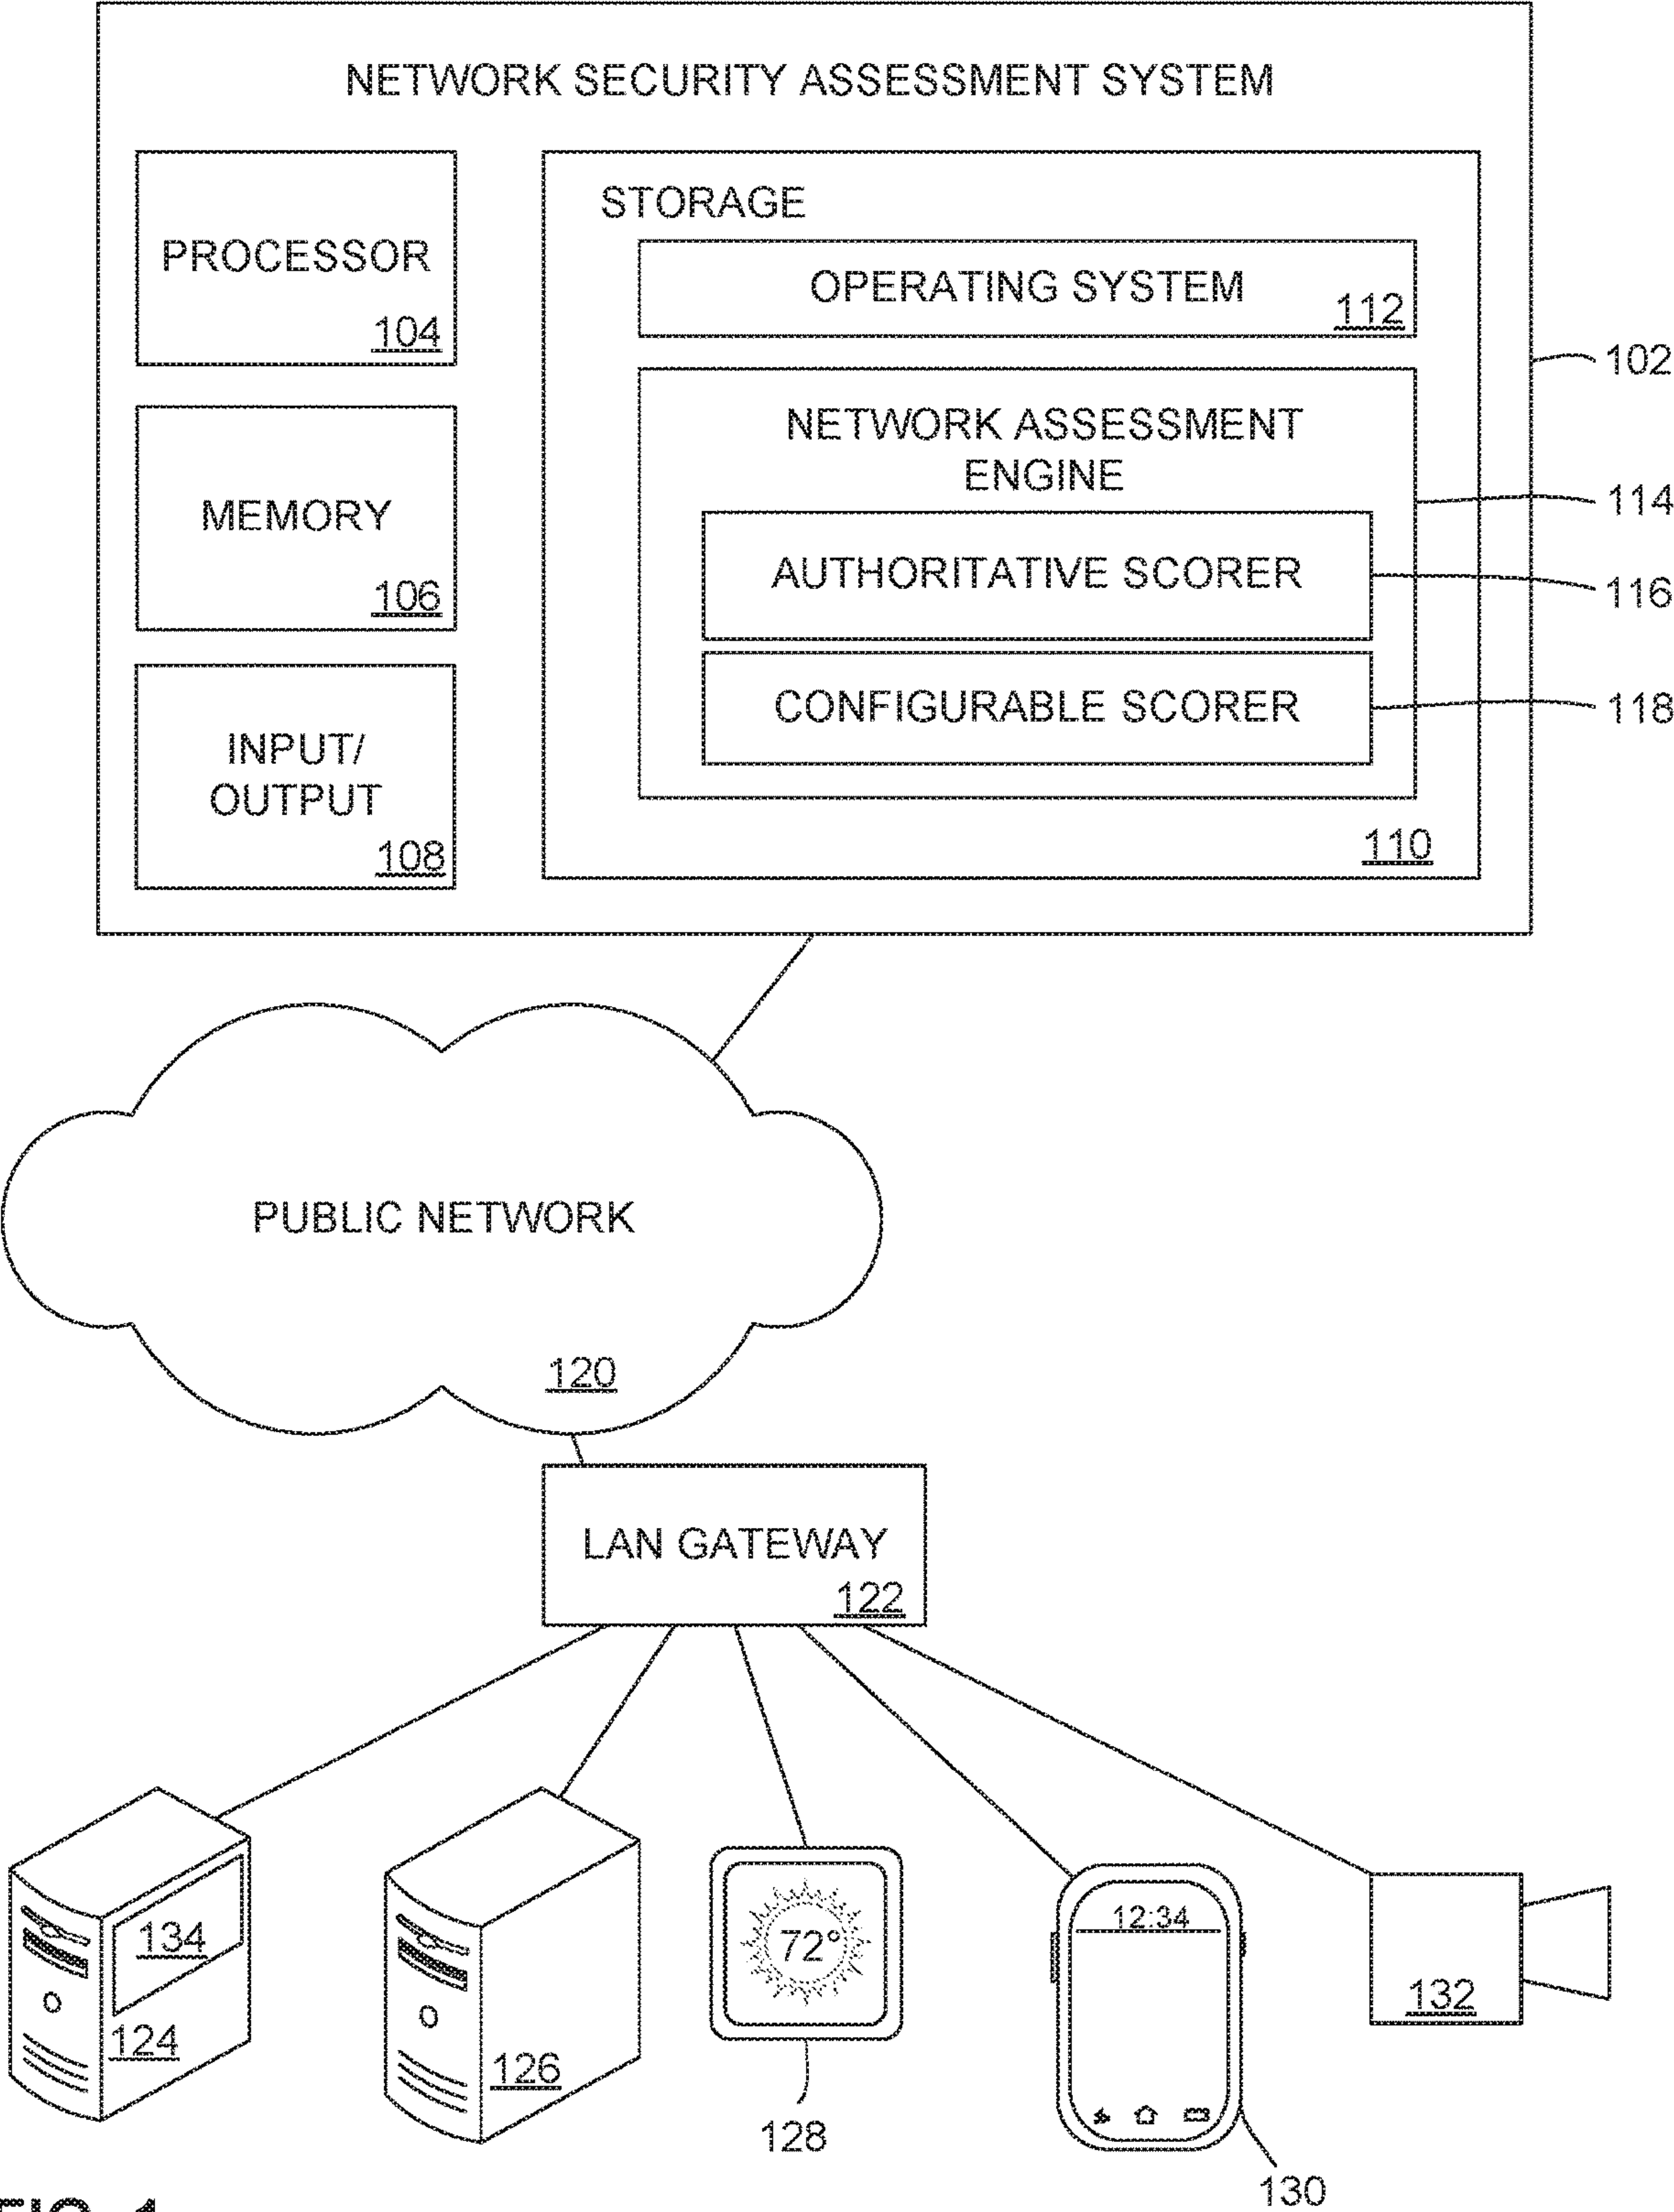 NETWORK SECURITY ASSESSMENT SYSTEM
PROCESSOR
104
MEMORY
106
INPUT/
OUTPUT
108
STORAGE
OPERATING SYSTEM
112
NETWORK ASSESSMENT
ENGINE
AUTHORITATIVE SCORER
CONFIGURABLE SCORER
110
102
114
116
118
PUBLIC NETWORK
120
LAN GATEWAY
122
134
124
126
72°
128
12:34
130
132
FIG. 1